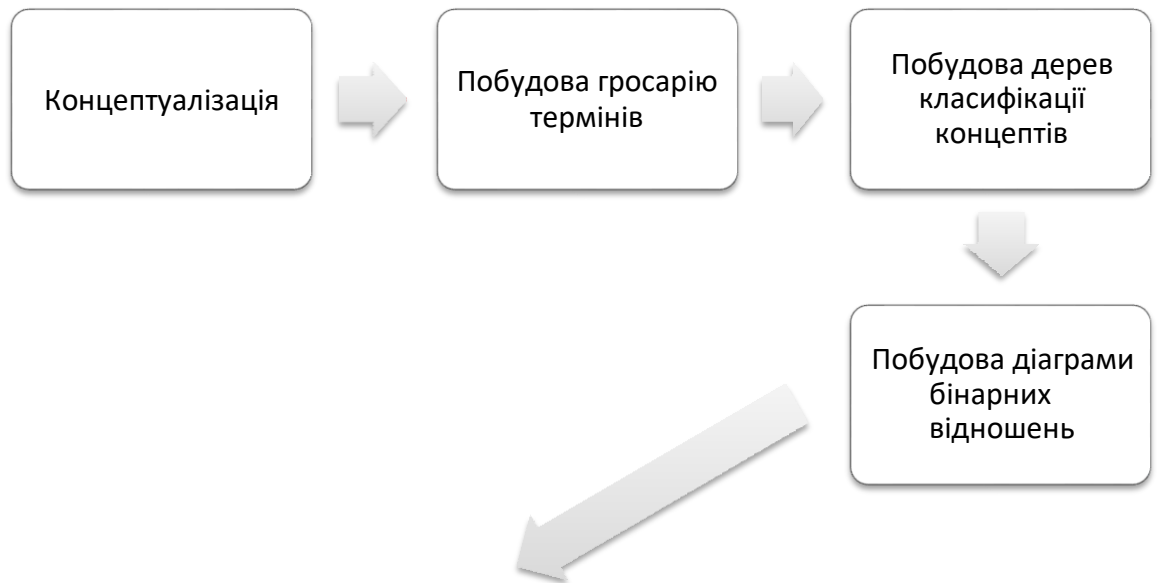 Концептуалізація
Побудова гросарію
термінів
Побудова дерев
класифікації
концептів
Побудова діаграми
бінарних
відношень